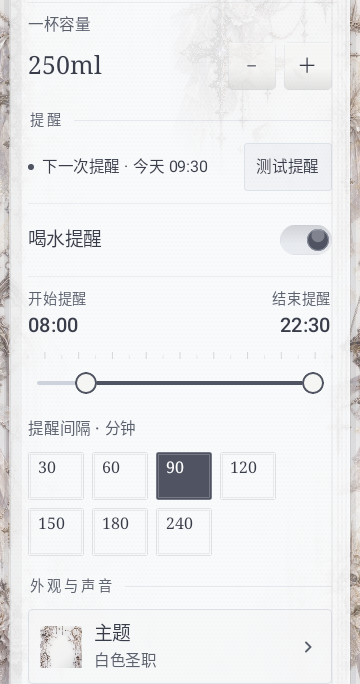 一杯容量
250ml
−
+
提醒
下一次提醒 · 今天 09:30
测试提醒
喝水提醒
开始提醒
结束提醒
08:00
22:30
提醒间隔 · 分钟
30
60
90
120
150
180
240
外观与声音
主题
白色圣职